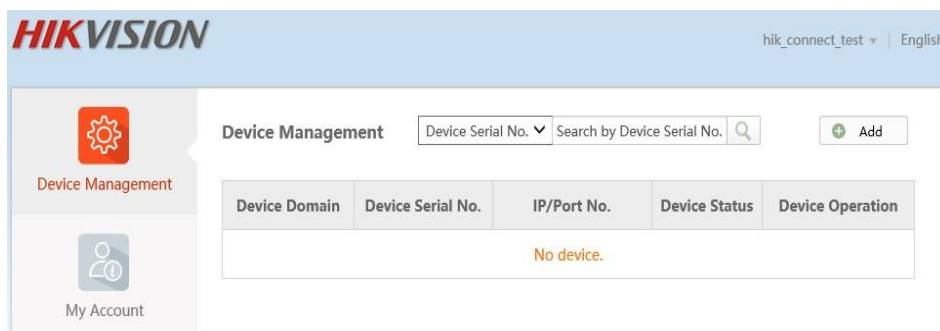 HIKVISION
hik_connect_test | English
Device Management
Device Serial No. Search by Device Serial No.
Add
Device Management
Device Domain Device Serial No. IP/Port No. Device Status Device Operation
No device.
My Account